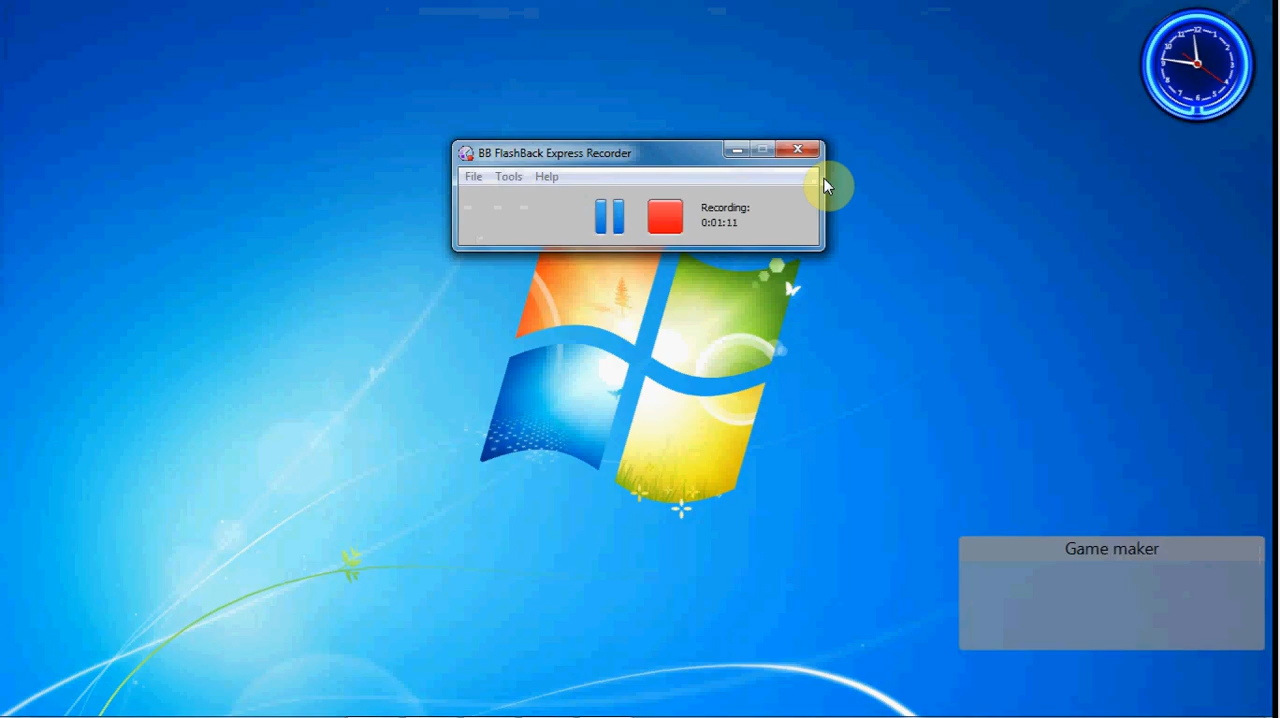 BB FlashBack Express Recorder
File Tools Help
Recording:
0:01:11
Game maker